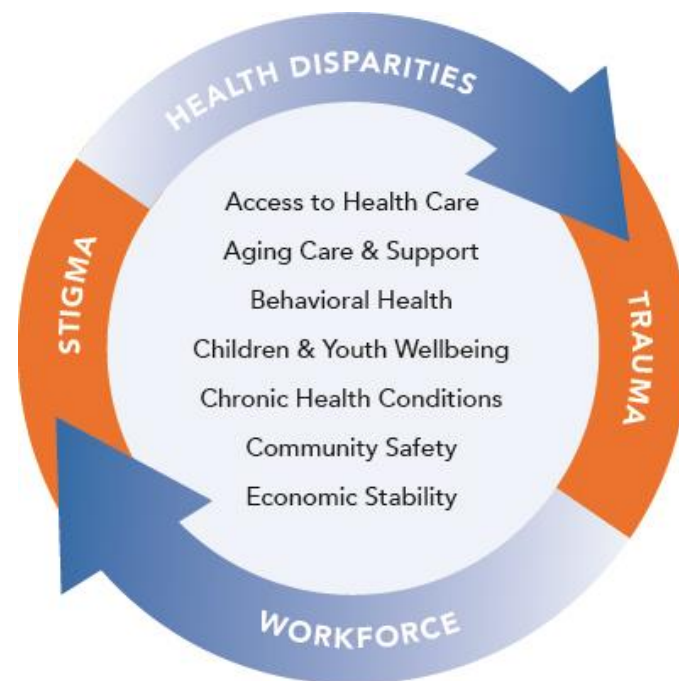 HEALTH DISPARITIES
Access to Health Care
Aging Care & Support
Behavioral Health
Children & Youth Wellbeing
Chronic Health Conditions
Community Safety
Economic Stability
TRAUMA
WORKFORCE
STIGMA